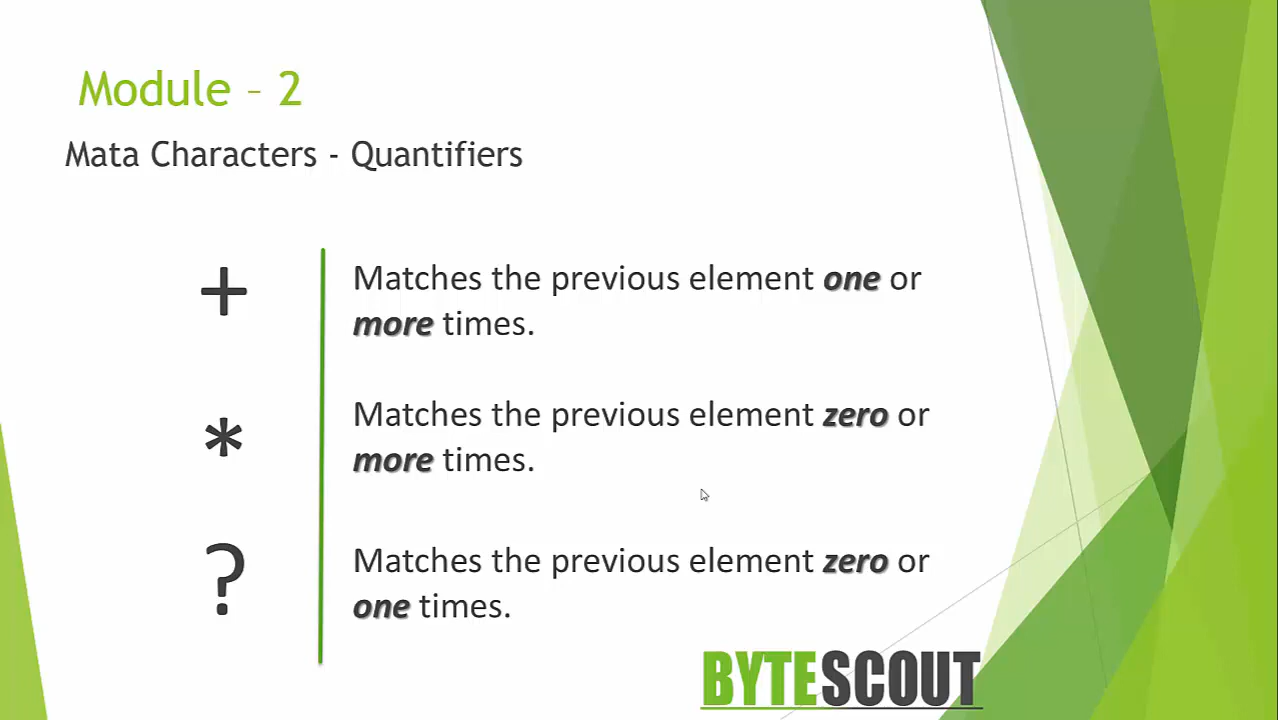 Module – 2
Mata Characters - Quantifiers
+
Matches the previous element one or
more times.
*
Matches the previous element zero or
more times.
?
Matches the previous element zero or
one times.
BYTESCOUT